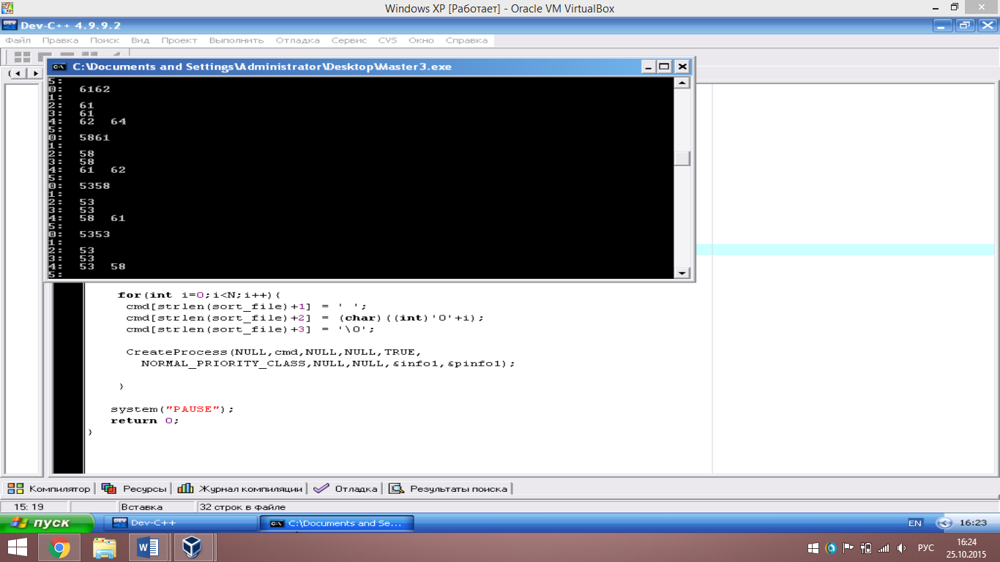 Windows XP [Работает] - Oracle VM VirtualBox
Dev-C++ 4.9.9.2
Файл Правка Поиск Вид Проект Выполнить Отладка Сервис CVS Окно Справка
C:\Documents and Settings\Administrator\Desktop\Master3.exe
5:
0: 6162
1:
2: 61
3: 61
4: 62 64
5:
0: 5861
1:
2: 58
3: 58
4: 61 62
5:
0: 5358
1:
2: 53
3: 53
4: 58 61
5:
0: 5353
1:
2: 53
3: 53
4: 53 58
5:
for(int i=0;i<N;i++){
cmd[strlen(sort_file)+1] = ' ';
cmd[strlen(sort_file)+2] = (char)((int)'0'+i);
cmd[strlen(sort_file)+3] = '\0';
CreateProcess(NULL,cmd,NULL,NULL,TRUE,
NORMAL_PRIORITY_CLASS,NULL,NULL,&info1,&pinfo1);
}
system("PAUSE");
return 0;
}
Компилятор Ресурсы Журнал компиляции Отладка Результаты поиска
15: 19 Вставка 32 строк в файле
пуск Dev-C++ C:\Documents and Se... EN 16:23
РУС 16:24
25.10.2015